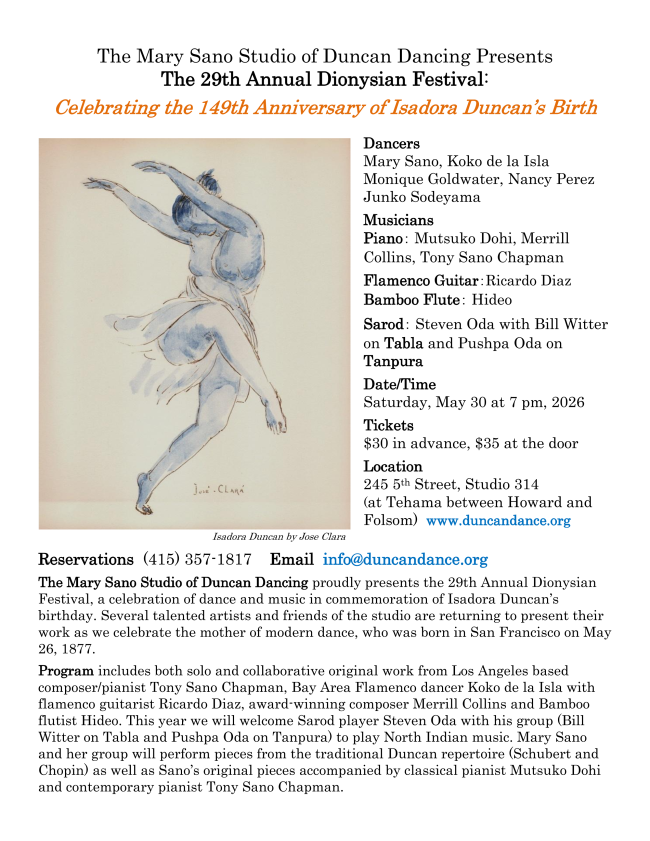 The Mary Sano Studio of Duncan Dancing Presents
The 29th Annual Dionysian Festival:
Celebrating the 149th Anniversary of Isadora Duncan's Birth
José - Clará
Isadora Duncan by Jose Clara
Dancers
Mary Sano, Koko de la Isla
Monique Goldwater, Nancy Perez
Junko Sodeyama
Musicians
Piano: Mutsuko Dohi, Merrill
Collins, Tony Sano Chapman
Flamenco Guitar:Ricardo Diaz
Bamboo Flute: Hideo
Sarod: Steven Oda with Bill Witter
on Tabla and Pushpa Oda on
Tanpura
Date/Time
Saturday, May 30 at 7 pm, 2026
Tickets
$30 in advance, $35 at the door
Location
245 5th Street, Studio 314
(at Tehama between Howard and
Folsom) www.duncandance.org
Reservations (415) 357-1817 Email info@duncandance.org
The Mary Sano Studio of Duncan Dancing proudly presents the 29th Annual Dionysian
Festival, a celebration of dance and music in commemoration of Isadora Duncan's
birthday. Several talented artists and friends of the studio are returning to present their
work as we celebrate the mother of modern dance, who was born in San Francisco on May
26, 1877.
Program includes both solo and collaborative original work from Los Angeles based
composer/pianist Tony Sano Chapman, Bay Area Flamenco dancer Koko de la Isla with
flamenco guitarist Ricardo Diaz, award-winning composer Merrill Collins and Bamboo
flutist Hideo. This year we will welcome Sarod player Steven Oda with his group (Bill
Witter on Tabla and Pushpa Oda on Tanpura) to play North Indian music. Mary Sano
and her group will perform pieces from the traditional Duncan repertoire (Schubert and
Chopin) as well as Sano's original pieces accompanied by classical pianist Mutsuko Dohi
and contemporary pianist Tony Sano Chapman.